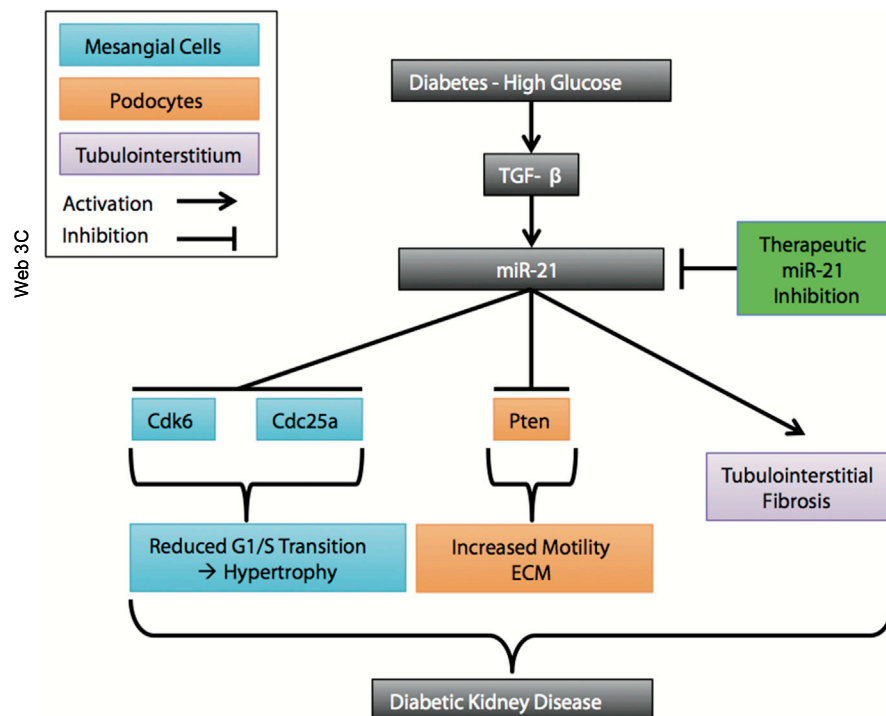 Web 3C
Mesangial Cells
Podocytes
Tubulointerstitium
Activation
Inhibition
Diabetes - High Glucose
TGF- β
miR-21
Therapeutic
miR-21
Inhibition
Cdk6
Cdc25a
Pten
Tubulointerstitial
Fibrosis
Reduced G1/S Transition
→ Hypertrophy
Increased Motility
ECM
Diabetic Kidney Disease